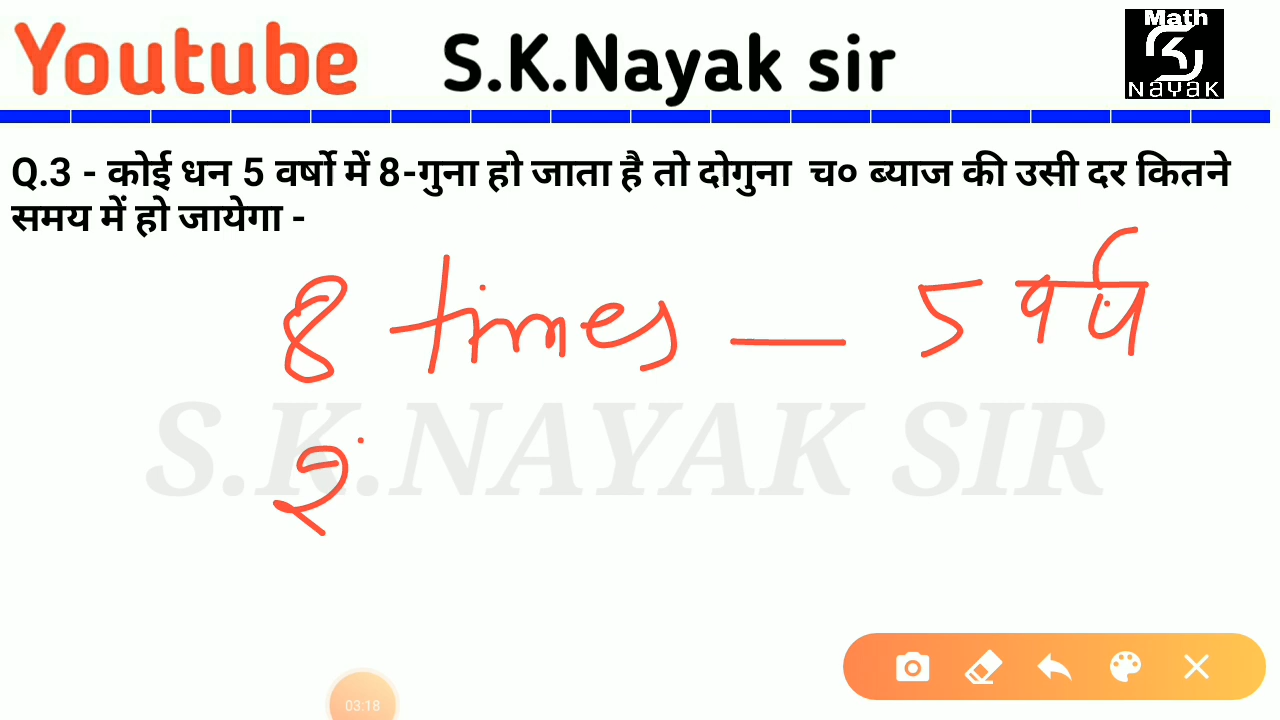 Youtube S.K.Nayak sir
Math
NAYAK
Q.3 - कोई धन 5 वर्षो में 8-गुना हो जाता है तो दोगुना च० ब्याज की उसी दर कितने
समय में हो जायेगा -
8 times — 5 वर्ष
२
S.K.NAYAK SIR
03:18